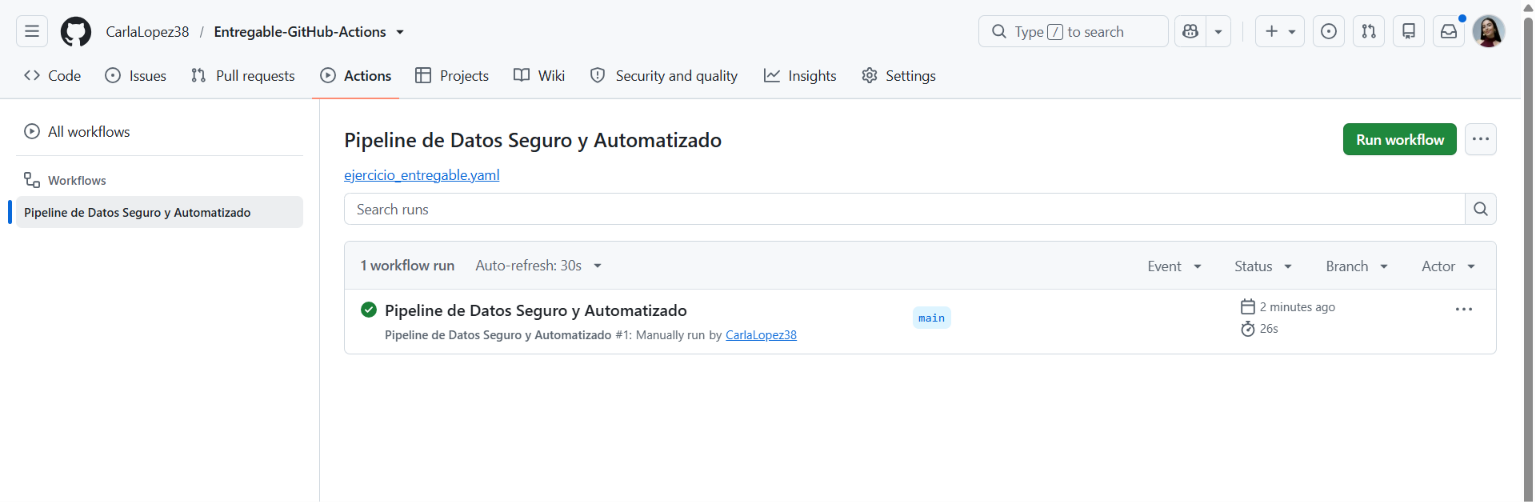 CarlaLopez38 / Entregable-GitHub-Actions
Type / to search
Code
Issues
Pull requests
Actions
Projects
Wiki
Security and quality
Insights
Settings
All workflows
Workflows
Pipeline de Datos Seguro y Automatizado
Pipeline de Datos Seguro y Automatizado
Run workflow
ejercicio_entregable.yaml
Search runs
1 workflow run
Auto-refresh: 30s
Event
Status
Branch
Actor
Pipeline de Datos Seguro y Automatizado
Pipeline de Datos Seguro y Automatizado #1: Manually run by CarlaLopez38
main
2 minutes ago
26s